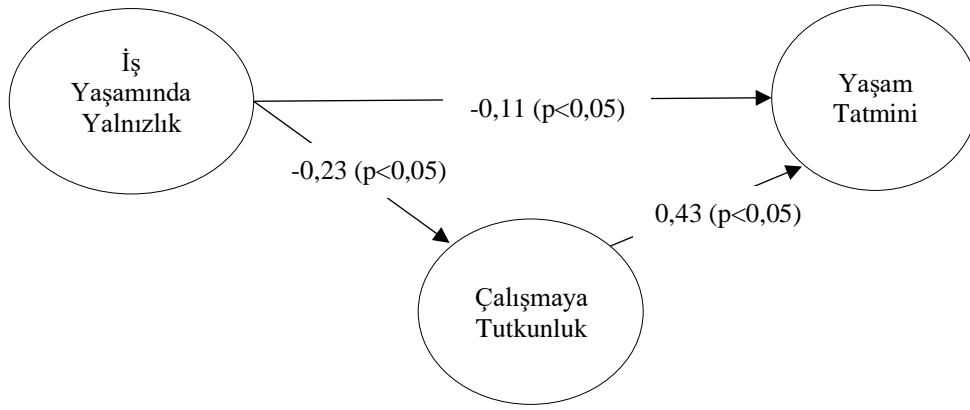 İş
Yaşamında
Yalnızlık
Yaşam
Tatmini
-0,11 (p<0,05)
-0,23 (p<0,05)
0,43 (p<0,05)
Çalışmaya
Tutkunluk